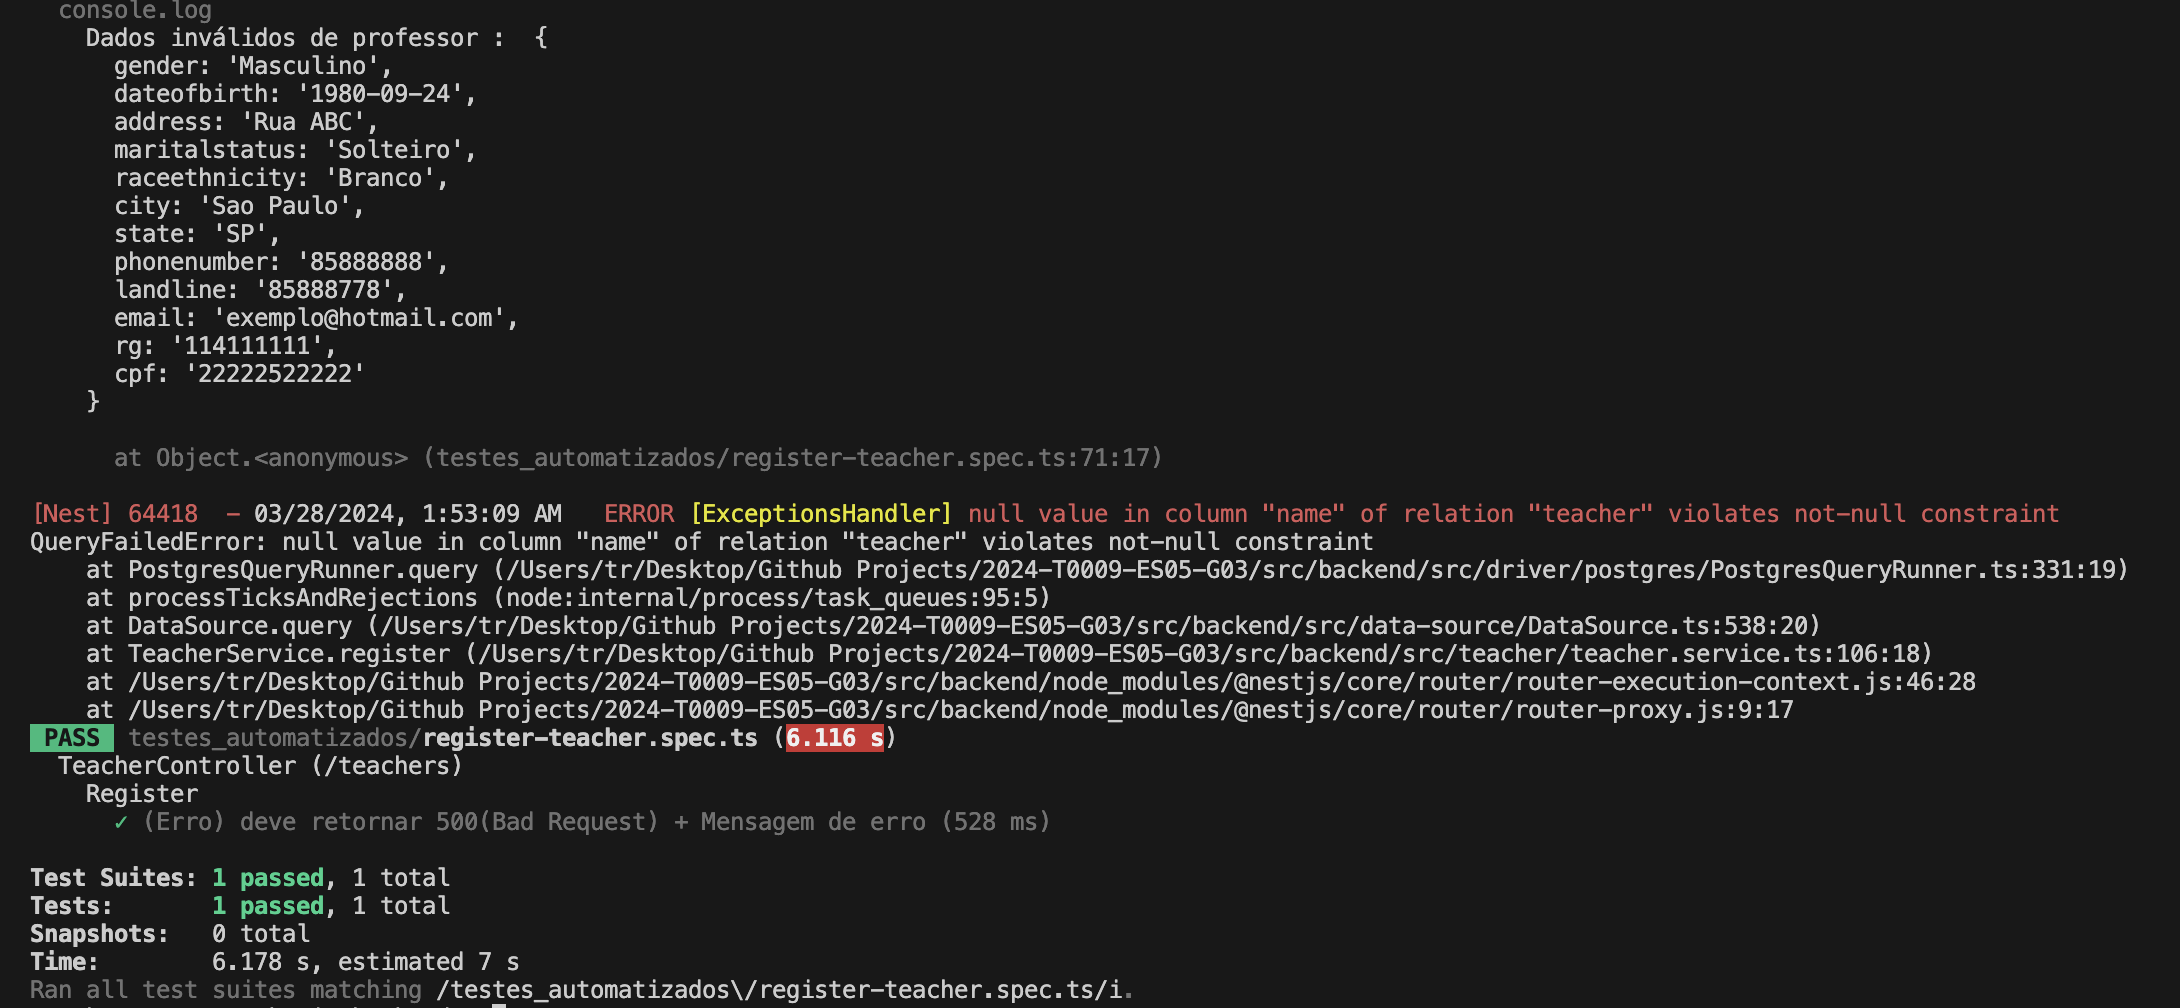 console.log
Dados inválidos de professor :  {
gender: 'Masculino',
dateofbirth: '1980-09-24',
address: 'Rua ABC',
maritalstatus: 'Solteiro',
raceethnicity: 'Branco',
city: 'Sao Paulo',
state: 'SP',
phonenumber: '85888888',
landline: '85888778',
email: 'exemplo@hotmail.com',
rg: '114111111',
cpf: '22222522222'
}
at Object.<anonymous> (testes_automatizados/register-teacher.spec.ts:71:17)
[Nest] 64418  - 03/28/2024, 1:53:09 AM   ERROR [ExceptionsHandler] null value in column "name" of relation "teacher" violates not-null constraint
QueryFailedError: null value in column "name" of relation "teacher" violates not-null constraint
at PostgresQueryRunner.query (/Users/tr/Desktop/Github Projects/2024-T0009-ES05-G03/src/backend/src/driver/postgres/PostgresQueryRunner.ts:331:19)
at processTicksAndRejections (node:internal/process/task_queues:95:5)
at DataSource.query (/Users/tr/Desktop/Github Projects/2024-T0009-ES05-G03/src/backend/src/data-source/DataSource.ts:538:20)
at TeacherService.register (/Users/tr/Desktop/Github Projects/2024-T0009-ES05-G03/src/backend/src/teacher/teacher.service.ts:106:18)
at /Users/tr/Desktop/Github Projects/2024-T0009-ES05-G03/src/backend/node_modules/@nestjs/core/router/router-execution-context.js:46:28
at /Users/tr/Desktop/Github Projects/2024-T0009-ES05-G03/src/backend/node_modules/@nestjs/core/router/router-proxy.js:9:17
PASS testes_automatizados/register-teacher.spec.ts (6.116 s)
TeacherController (/teachers)
Register
✓ (Erro) deve retornar 500(Bad Request) + Mensagem de erro (528 ms)
Test Suites: 1 passed, 1 total
Tests:       1 passed, 1 total
Snapshots:   0 total
Time:        6.178 s, estimated 7 s
Ran all test suites matching /testes_automatizados\/register-teacher.spec.ts/i.